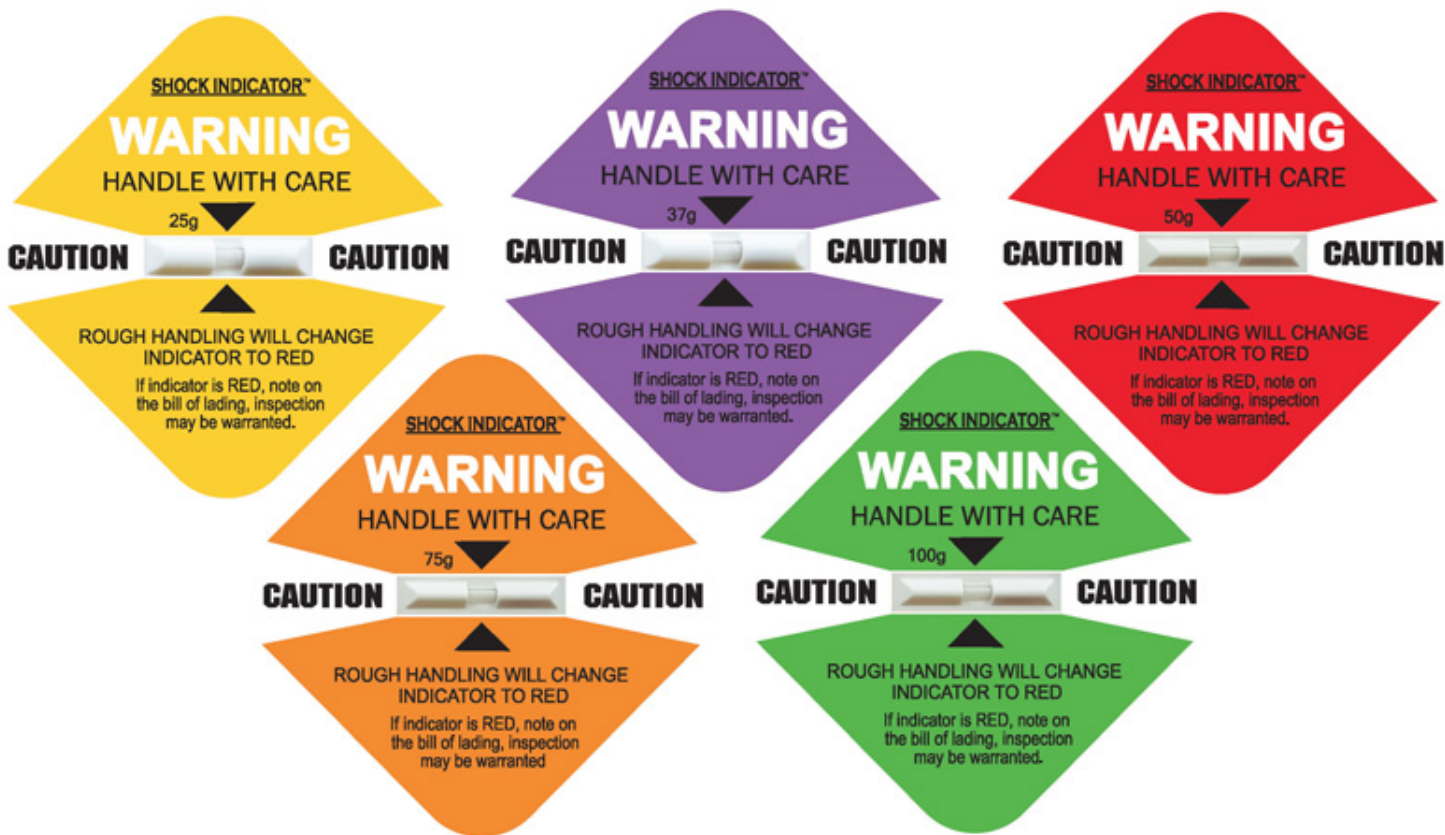 SHOCK INDICATOR™
WARNING
HANDLE WITH CARE
25g
CAUTION CAUTION
ROUGH HANDLING WILL CHANGE
INDICATOR TO RED
If indicator is RED, note on
the bill of lading, inspection
may be warranted.
SHOCK INDICATOR™
WARNING
HANDLE WITH CARE
37g
CAUTION CAUTION
ROUGH HANDLING WILL CHANGE
INDICATOR TO RED
If indicator is RED, note on
the bill of lading, inspection
may be warranted.
SHOCK INDICATOR™
WARNING
HANDLE WITH CARE
50g
CAUTION CAUTION
ROUGH HANDLING WILL CHANGE
INDICATOR TO RED
If indicator is RED, note on
the bill of lading, inspection
may be warranted.
SHOCK INDICATOR™
WARNING
HANDLE WITH CARE
75g
CAUTION CAUTION
ROUGH HANDLING WILL CHANGE
INDICATOR TO RED
If indicator is RED, note on
the bill of lading, inspection
may be warranted
SHOCK INDICATOR™
WARNING
HANDLE WITH CARE
100g
CAUTION CAUTION
ROUGH HANDLING WILL CHANGE
INDICATOR TO RED
If indicator is RED, note on
the bill of lading, inspection
may be warranted.